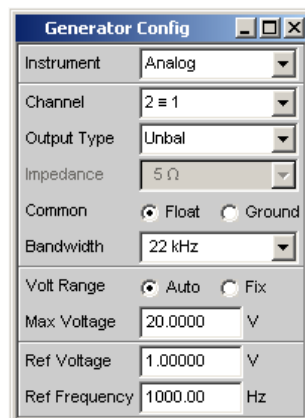 Generator Config
Instrument Analog
Channel 2 ≡ 1
Output Type Unbal
Impedance 5 Ω
Common Float Ground
Bandwidth 22 kHz
Volt Range Auto Fix
Max Voltage 20.0000 V
Ref Voltage 1.00000 V
Ref Frequency 1000.00 Hz